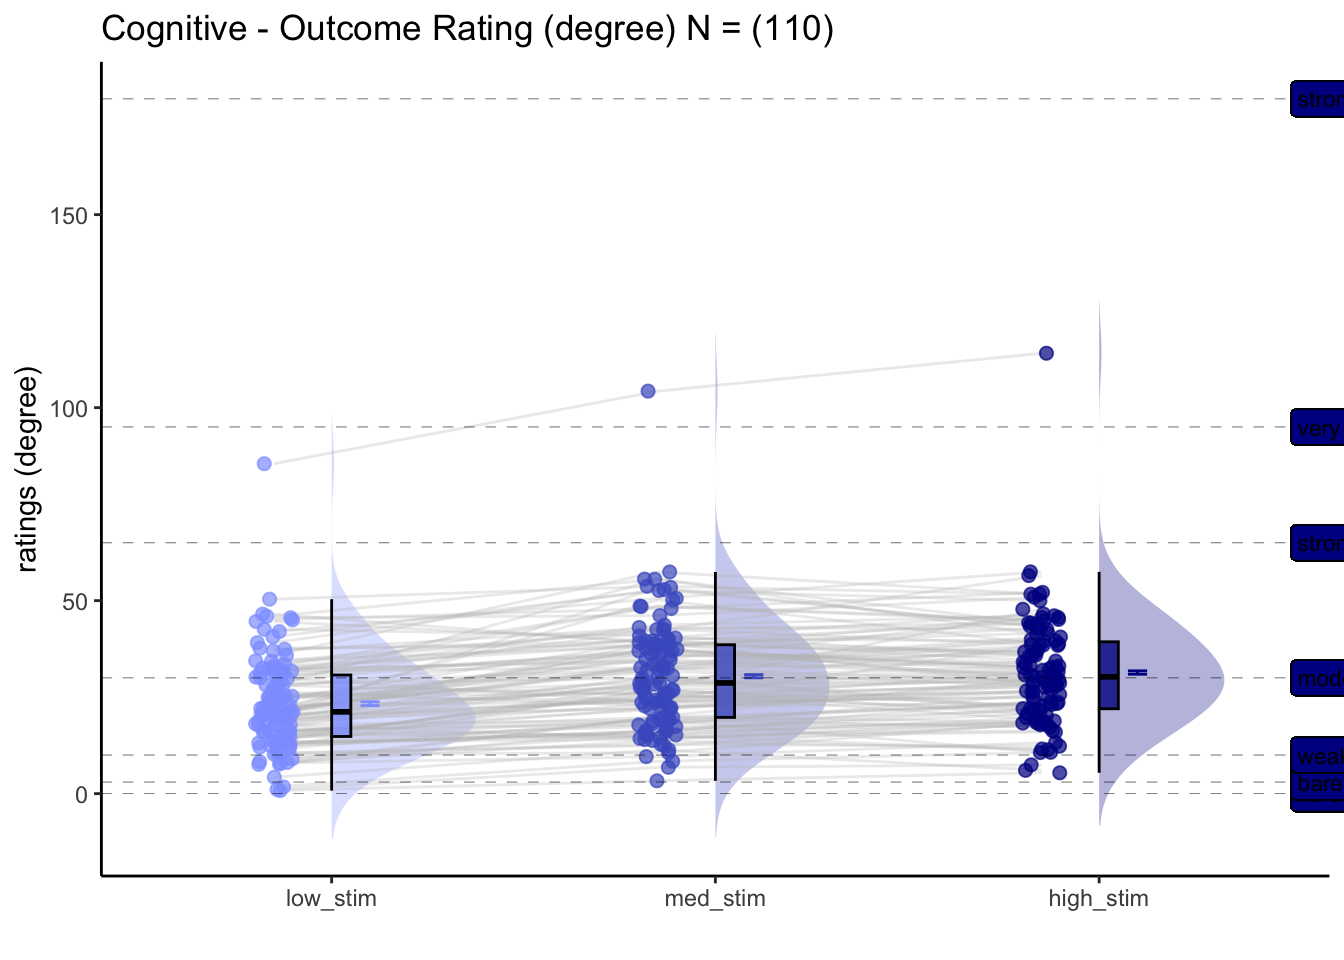 Cognitive - Outcome Rating (degree) N = (110)
ratings (degree)
150
100
50
0
low_stim
med_stim
high_stim
stron
very
stron
mod
weak
bare